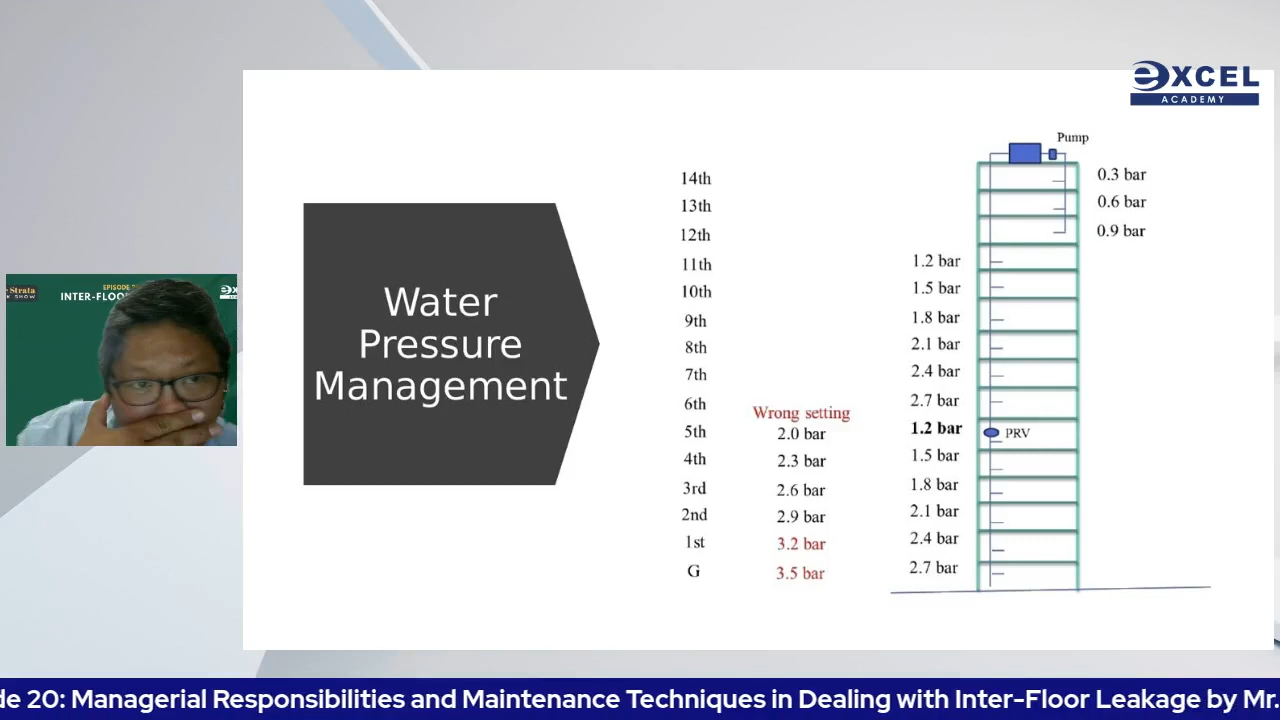 eXCEL
ACADEMY
Pump
14th 0.3 bar
13th 0.6 bar
12th 0.9 bar
11th 1.2 bar
10th 1.5 bar
9th 1.8 bar
8th 2.1 bar
7th 2.4 bar
6th 2.7 bar
Wrong setting
5th 2.0 bar 1.2 bar PRV
4th 2.3 bar 1.5 bar
3rd 2.6 bar 1.8 bar
2nd 2.9 bar 2.1 bar
1st 3.2 bar 2.4 bar
G 3.5 bar 2.7 bar
Water
Pressure
Management
Strata
SHOW
EPISODE
INTER-FLOO
de 20: Managerial Responsibilities and Maintenance Techniques in Dealing with Inter-Floor Leakage by Mr.